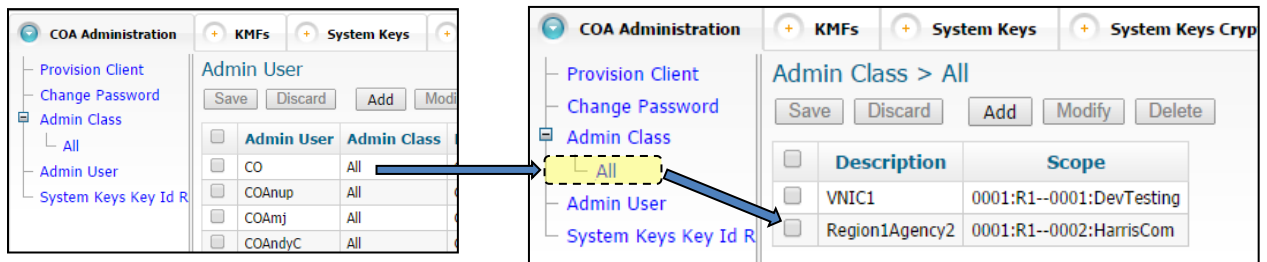 COA Administration KMFs System Keys
Provision Client
Change Password
Admin Class
All
Admin User
System Keys Key Id R
Admin User
Save Discard Add Modi
Admin User Admin Class
CO All
COAnup All
COAmj All
COAndyC All
COA Administration KMFs System Keys System Keys Cryp
Provision Client
Change Password
Admin Class
All
Admin User
System Keys Key Id R
Admin Class > All
Save Discard Add Modify Delete
Description Scope
VNIC1 0001:R1--0001:DevTesting
Region1Agency2 0001:R1--0002:HarrisCom